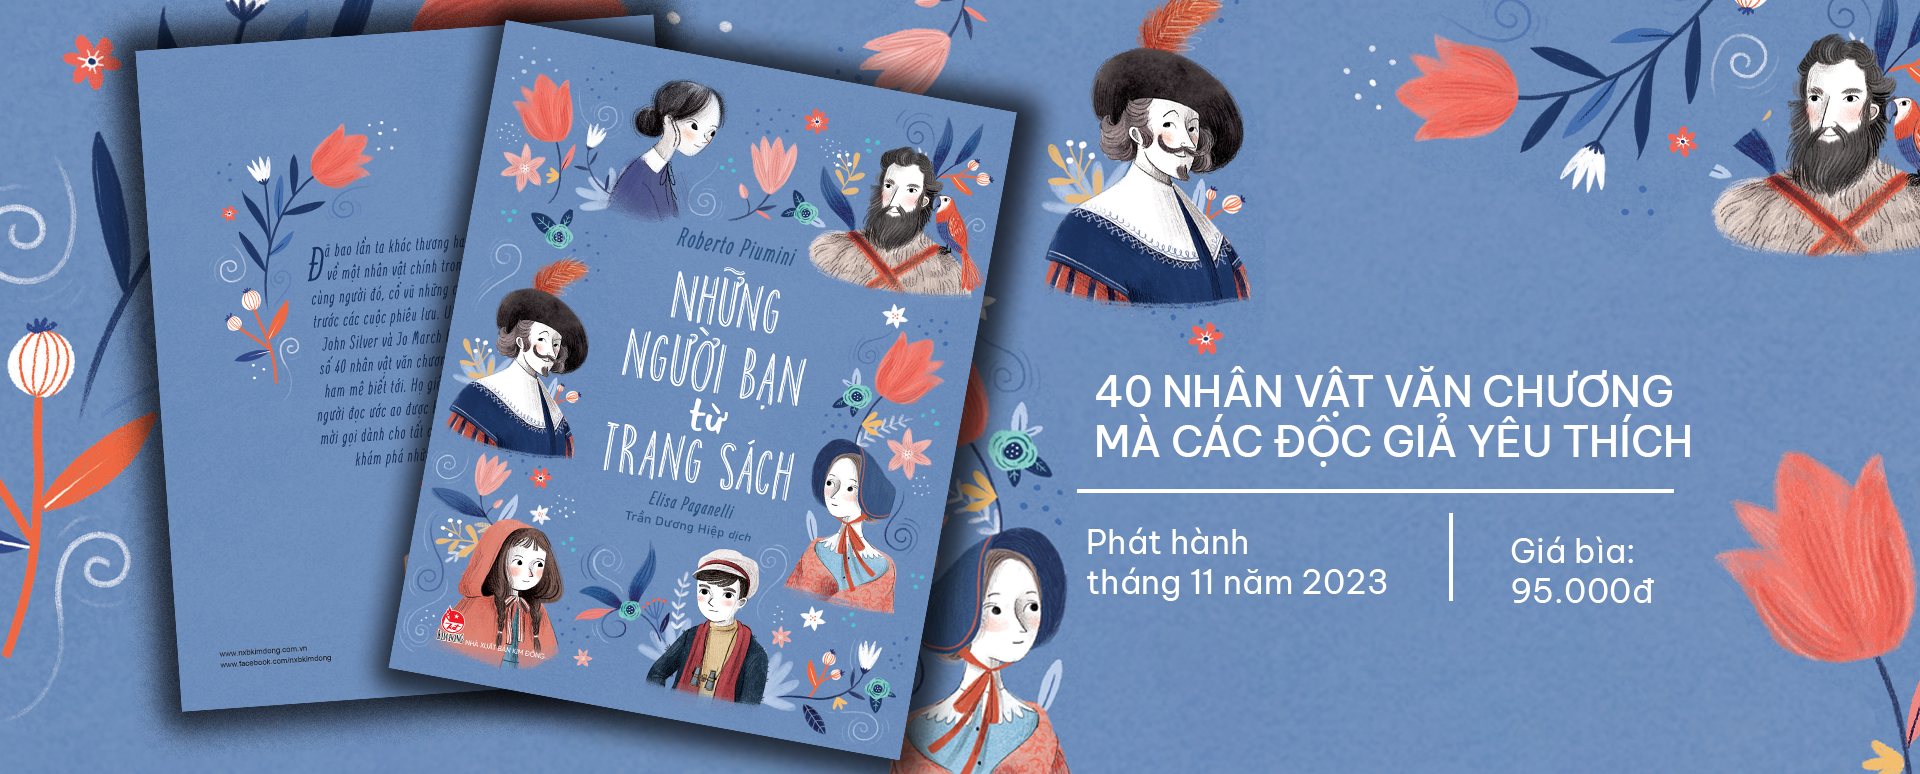 Đã bao lần ta khóc thương
về một nhân vật chính
cùng người đó, cổ vũ những
trước các cuộc phiêu lưu.
John Silver và Jo March
số 40 nhân vật văn
ham mê biết tới. Họ
người đọc ước ao được
mời gọi dành cho tất
khám phá
www.nxbkimdong.com.vn
www.facebook.com/nxbkimdong
Roberto Piumini
NHỮNG
NGƯỜI BẠN
từ
TRANG SÁCH
Elisa Paganelli
Trần Dương Hiệp dịch
KIM ĐỒNG
NHÀ XUẤT BẢN KIM ĐỒNG
40 NHÂN VẬT VĂN CHƯƠNG
MÀ CÁC ĐỘC GIẢ YÊU THÍCH
Phát hành
tháng 11 năm 2023
Giá bìa:
95.000đ